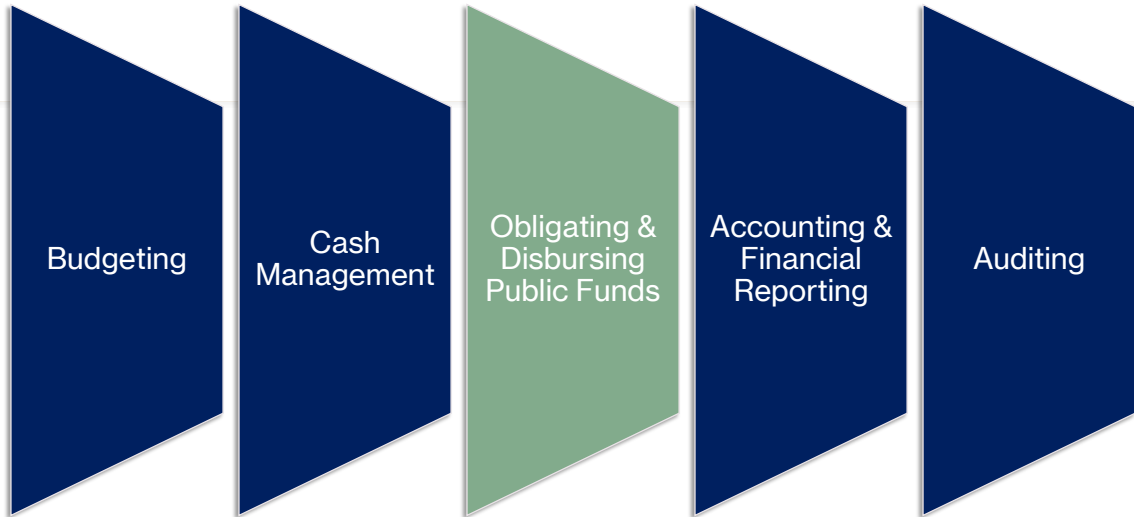 Budgeting
Cash
Management
Obligating &
Disbursing
Public Funds
Accounting &
Financial
Reporting
Auditing